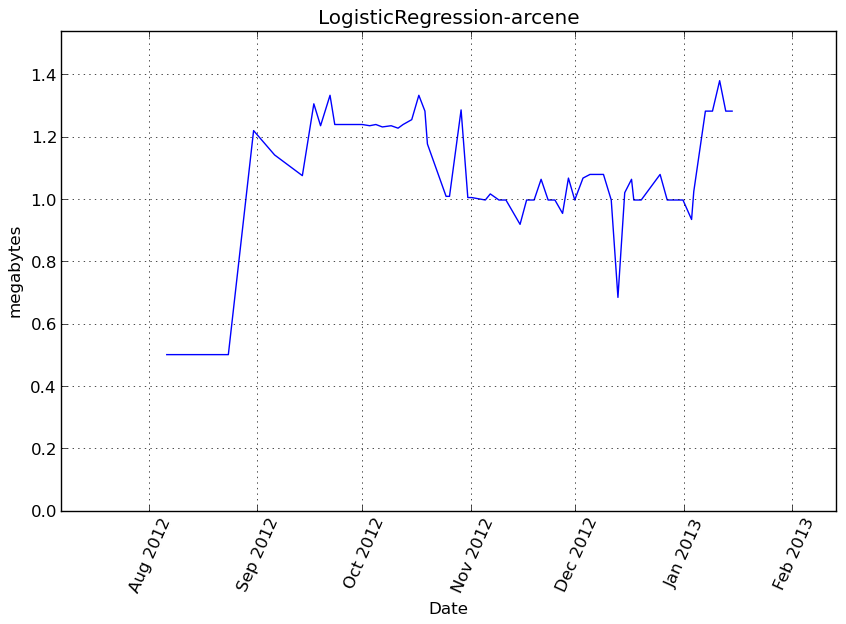 LogisticRegression-arcene
1.4
1.2
1.0
0.8
0.6
0.4
0.2
0.0
megabytes
Aug 2012
Sep 2012
Oct 2012
Nov 2012
Dec 2012
Jan 2013
Feb 2013
Date